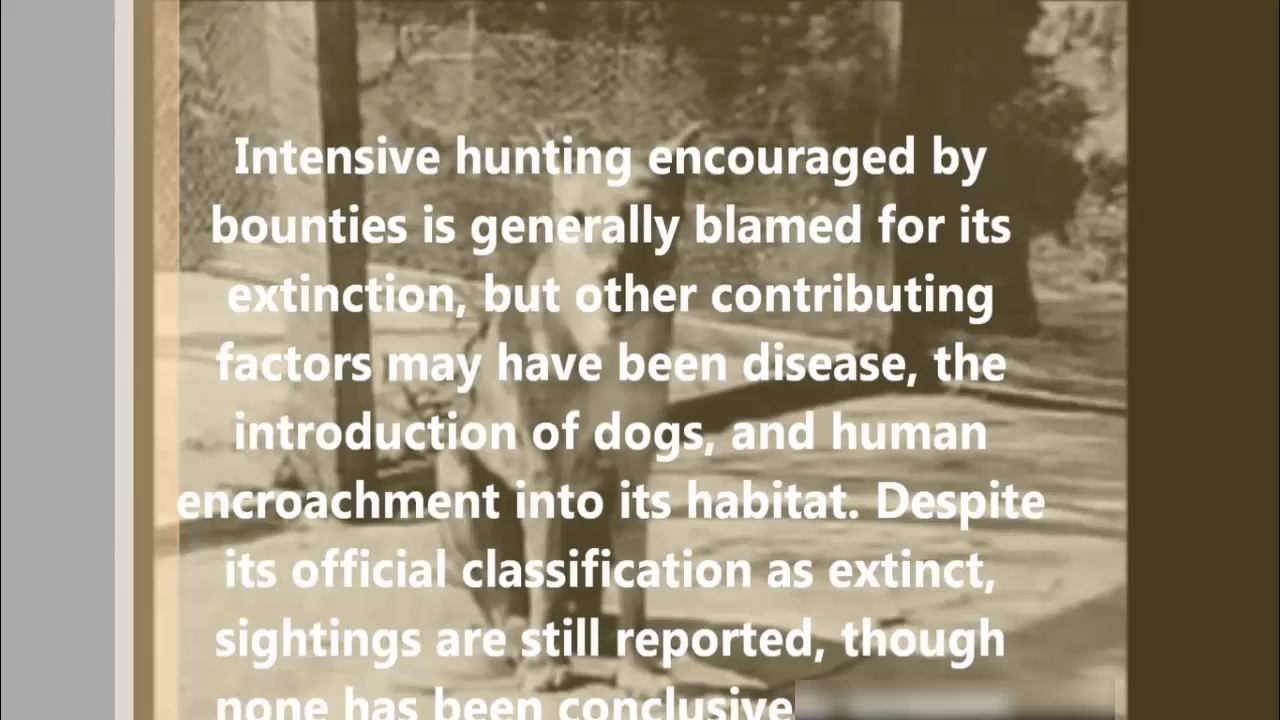 Intensive hunting encouraged by
bounties is generally blamed for its
extinction, but other contributing
factors may have been disease, the
introduction of dogs, and human
encroachment into its habitat. Despite
its official classification as extinct,
sightings are still reported, though
none has been